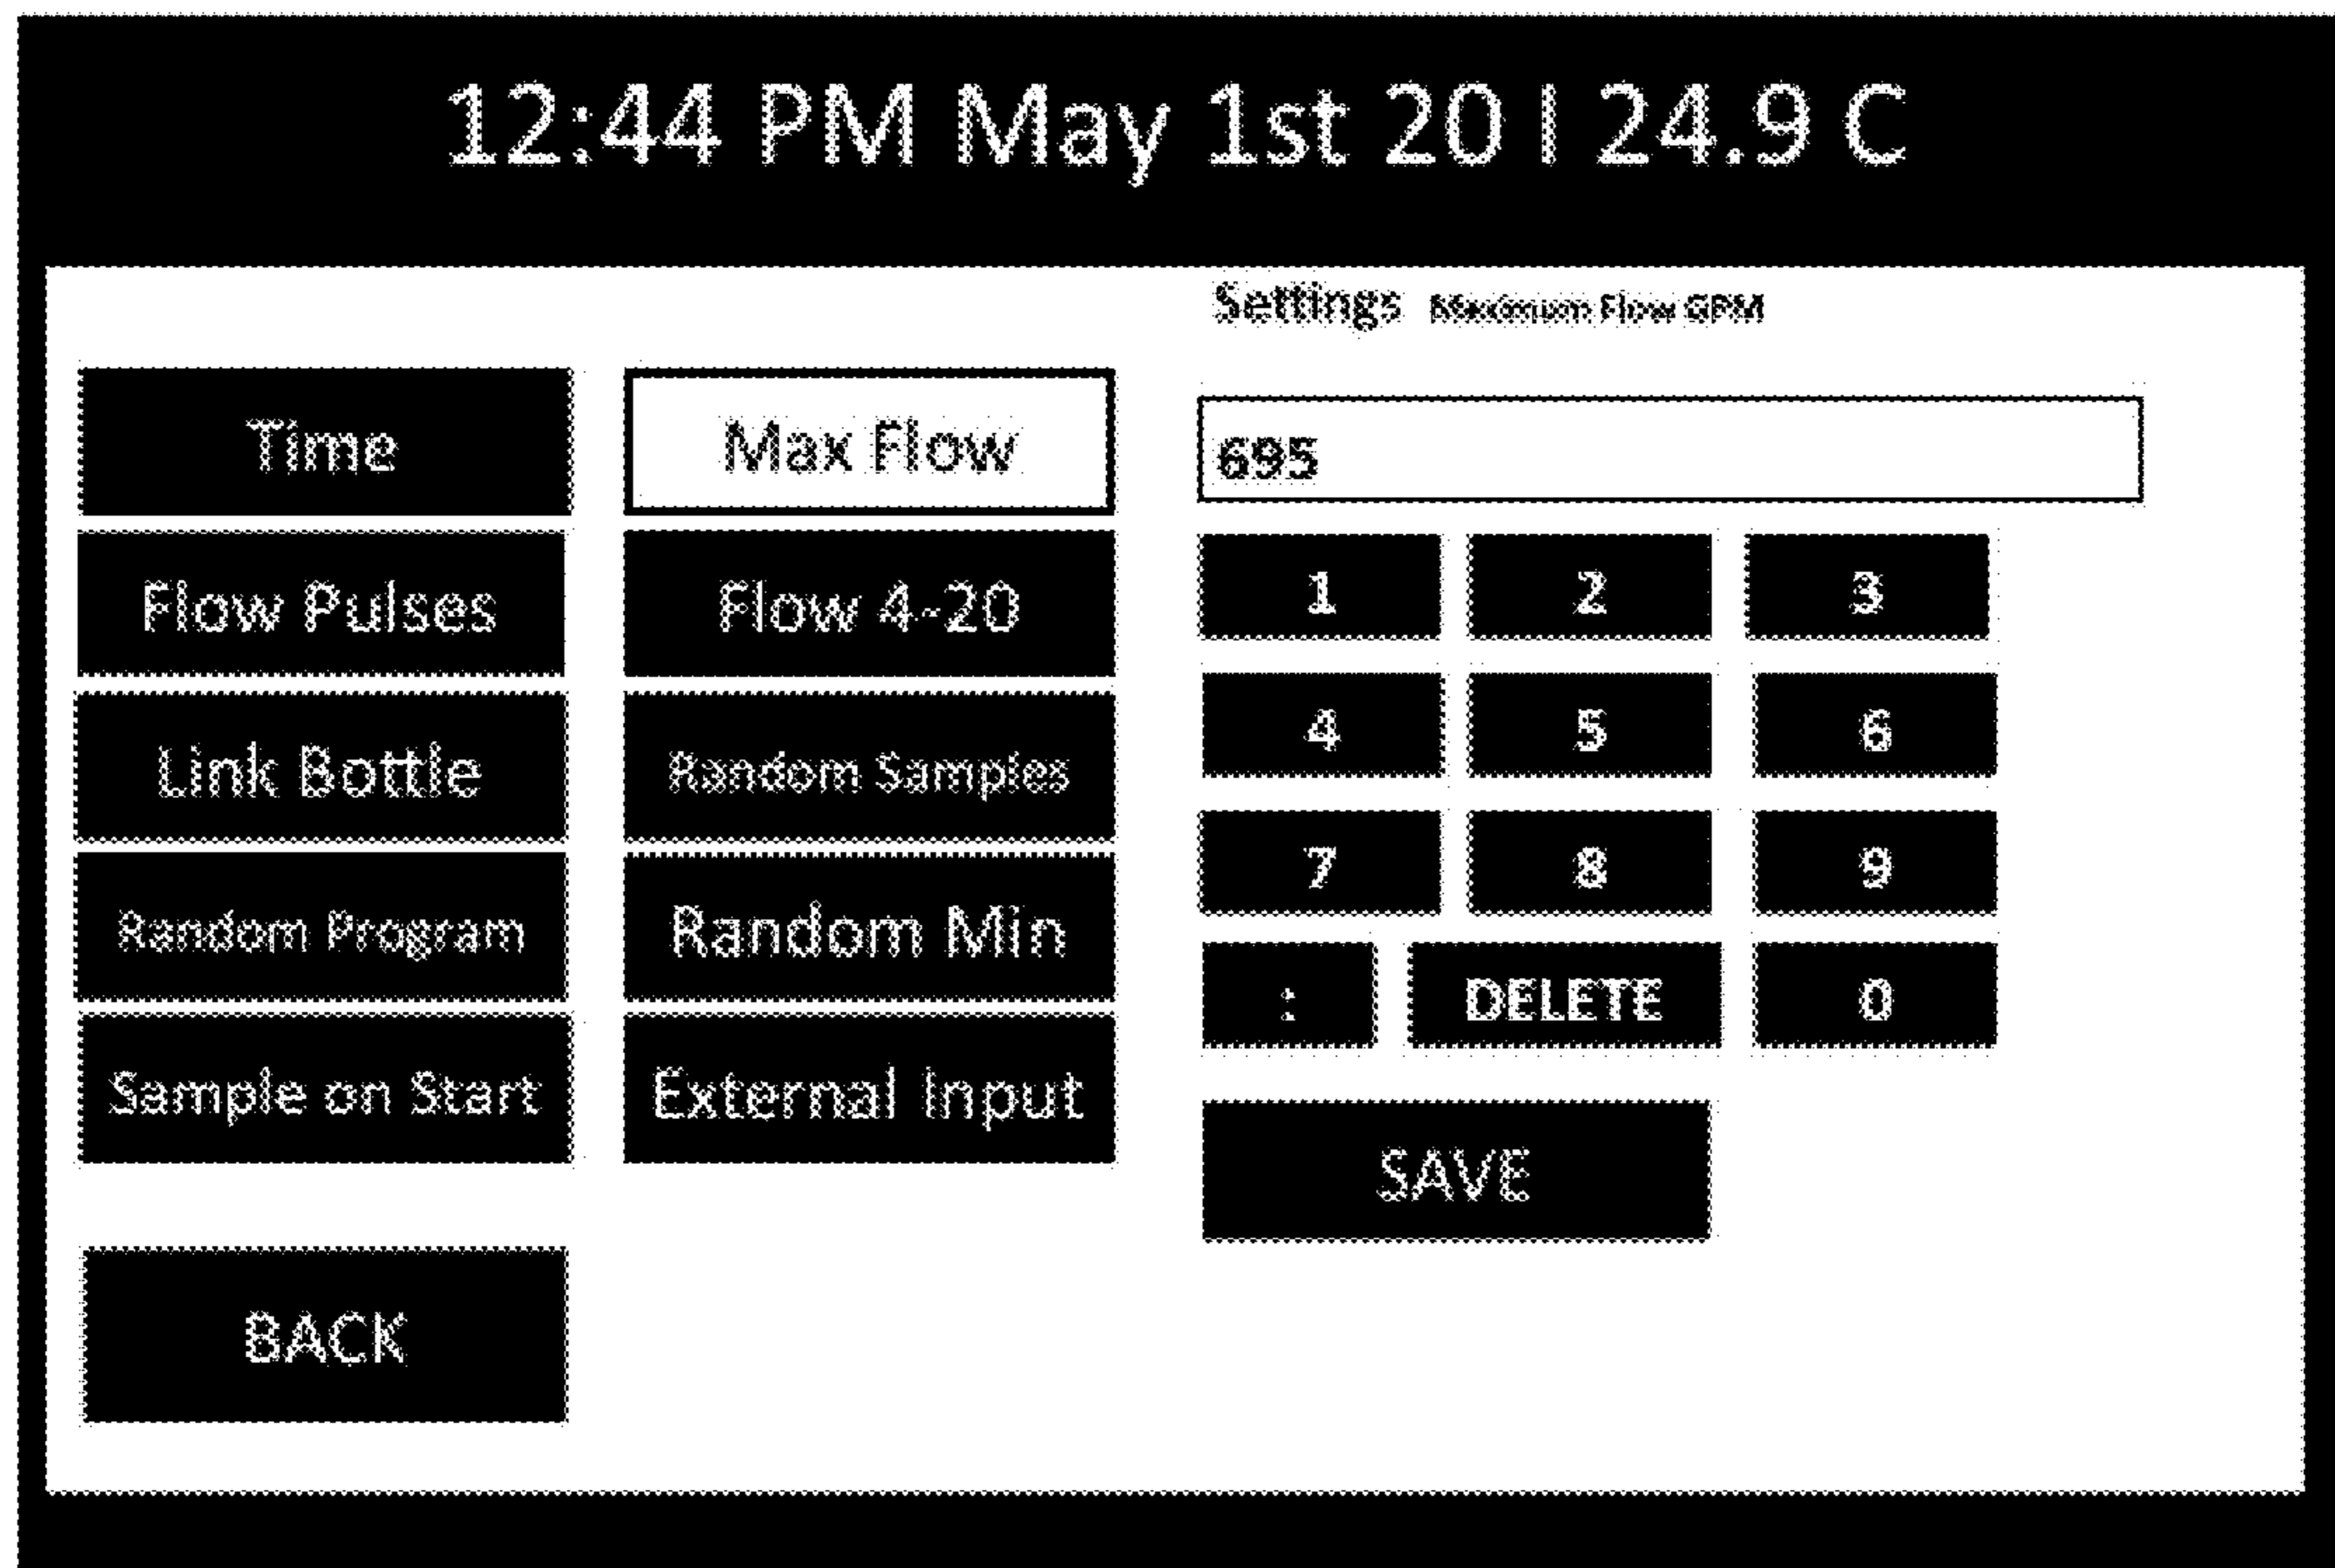 12:44 PM May 1st 20 | 24.9 C
Settings Maximum Flow GPM
Time
Max Flow
695
Flow Pulses
Flow 4-20
1 2 3
Link Bottle
Random Samples
4 5 6
Random Program
Random Min
7 8 9
: DELETE 0
Sample on Start
External Input
SAVE
BACK